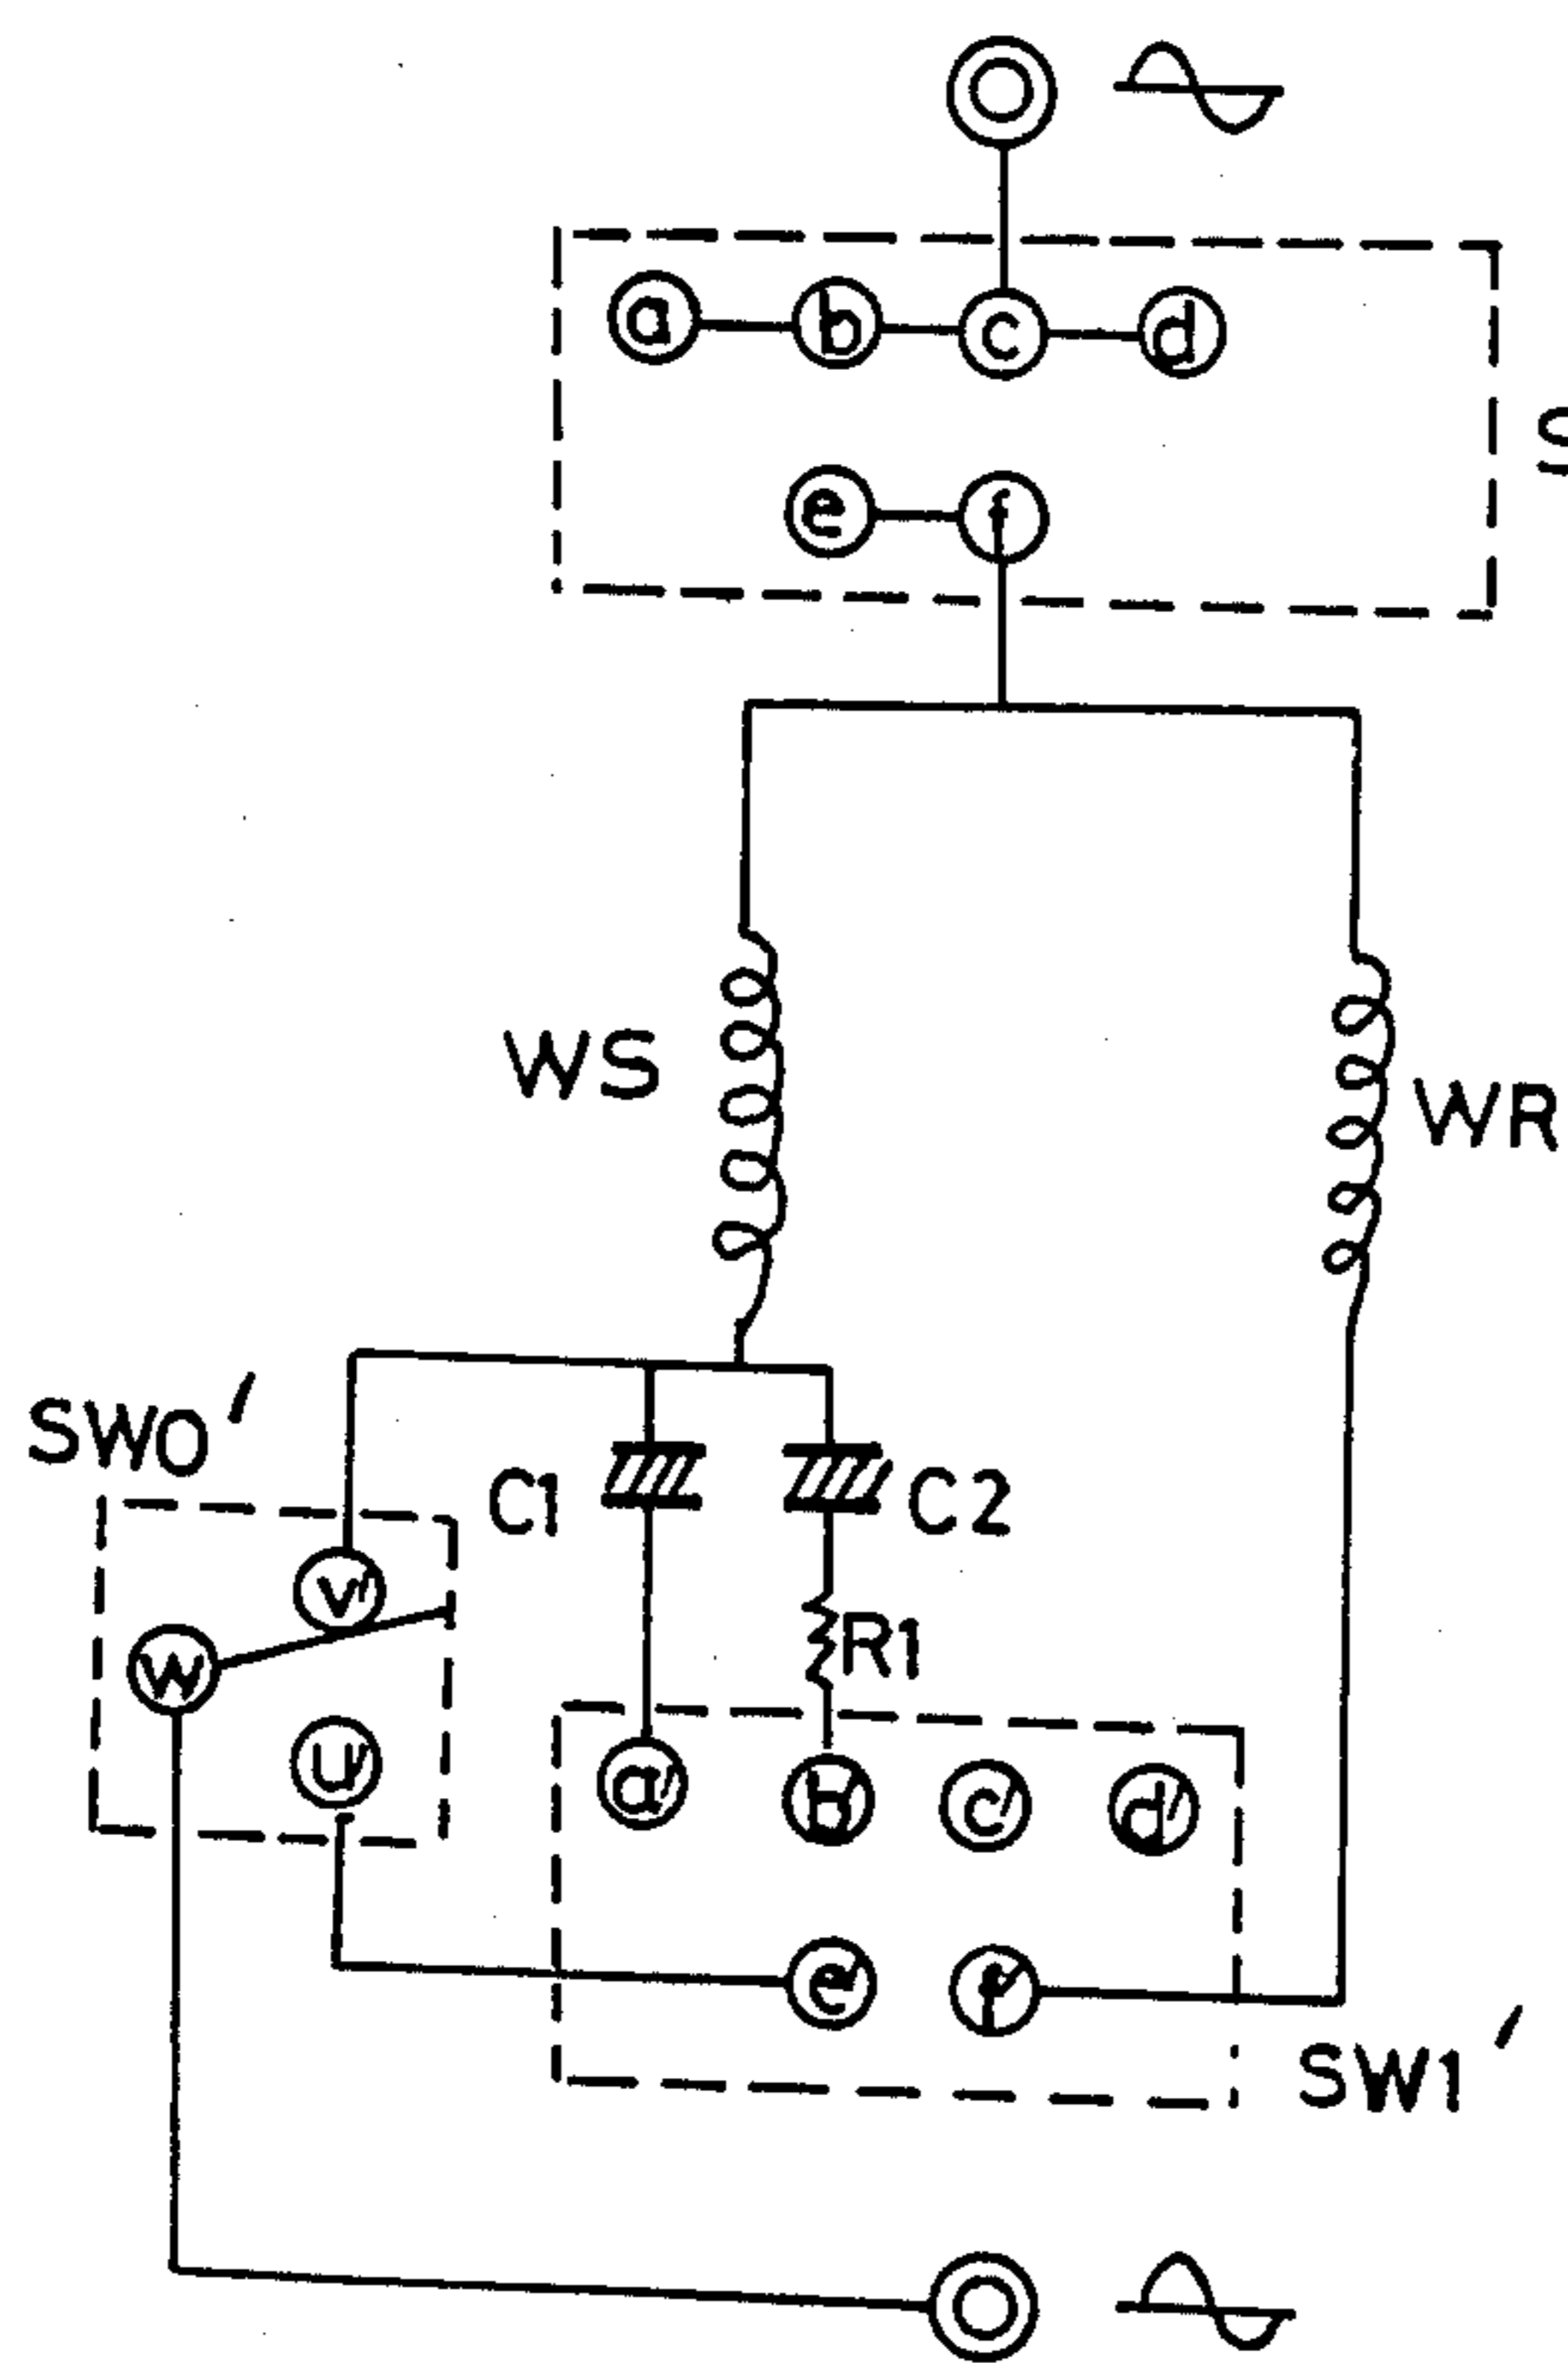 a b c d
S
e f
WS
WR
SW0'
C1
C2
v'
R1
w
u'
a' b' c' d'
e' f'
SW1'